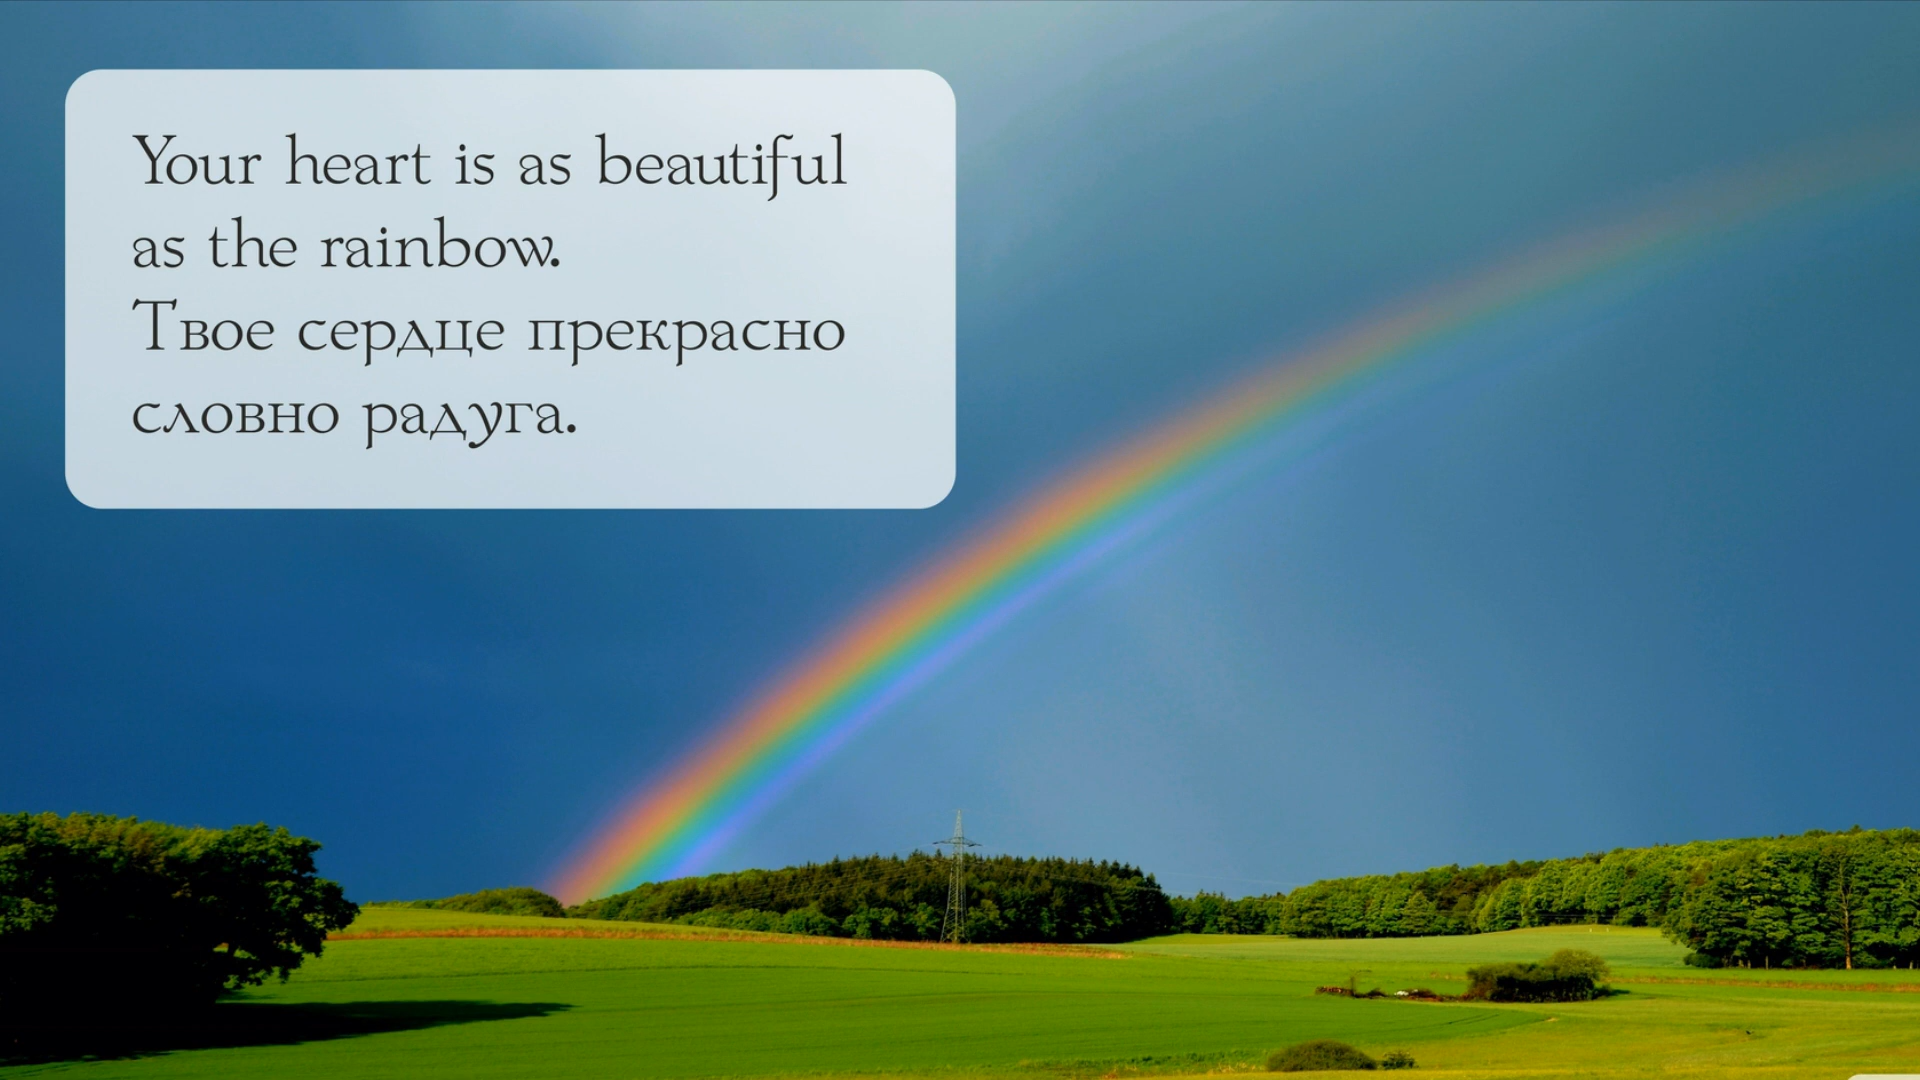 Your heart is as beautiful
as the rainbow.
Твое сердце прекрасно
словно радуга.